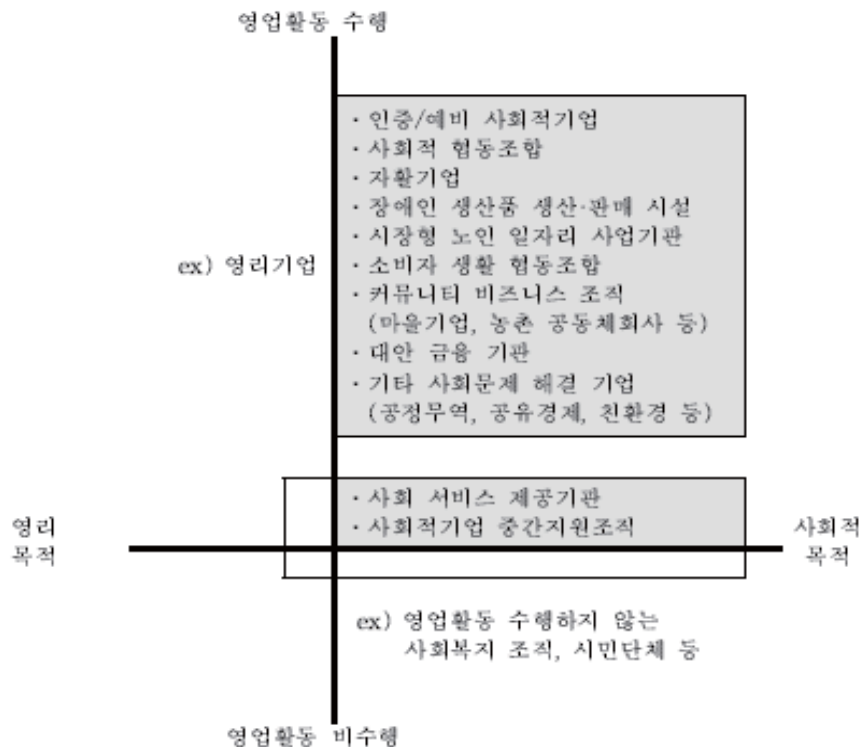 영업활동 수행
· 인증/예비 사회적기업
· 사회적 협동조합
· 자활기업
· 장애인 생산품 생산·판매 시설
· 시장형 노인 일자리 사업기관
ex) 영리기업
· 소비자 생활 협동조합
· 커뮤니티 비즈니스 조직
(마을기업, 농촌 공동체회사 등)
· 대안 금융 기관
· 기타 사회문제 해결 기업
(공정무역, 공유경제, 친환경 등)
· 사회 서비스 제공기관
· 사회적기업 중간지원조직
영리
목적
사회적
목적
ex) 영업활동 수행하지 않는
사회복지 조직, 시민단체 등
영업활동 비수행